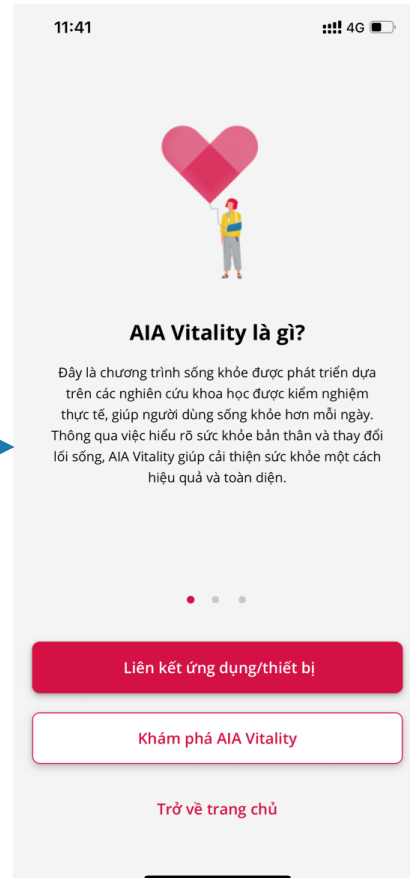 11:41
4G
AIA Vitality là gì?
Đây là chương trình sống khỏe được phát triển dựa
trên các nghiên cứu khoa học được kiểm nghiệm
thực tế, giúp người dùng sống khỏe hơn mỗi ngày.
Thông qua việc hiểu rõ sức khỏe bản thân và thay đổi
lối sống, AIA Vitality giúp cải thiện sức khỏe một cách
hiệu quả và toàn diện.
Liên kết ứng dụng/thiết bị
Khám phá AIA Vitality
Trở về trang chủ